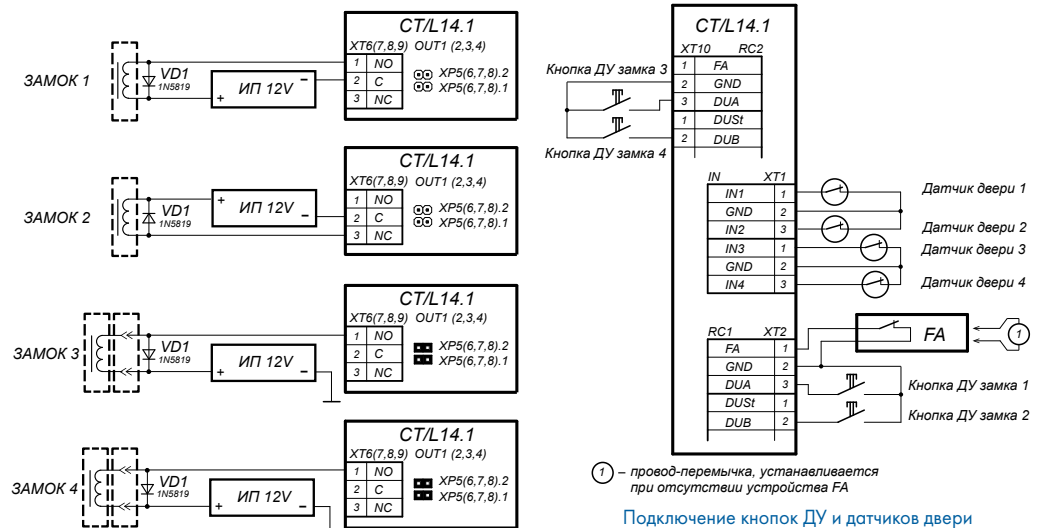 CT/L14.1
XT6(7,8,9) OUT1 (2,3,4)
1 NO
2 C
3 NC
XP5(6,7,8).2
XP5(6,7,8).1
ЗАМОК 1
VD1
1N5819
+ ИП 12V –
CT/L14.1
XT6(7,8,9) OUT1 (2,3,4)
1 NO
2 C
3 NC
XP5(6,7,8).2
XP5(6,7,8).1
ЗАМОК 2
VD1
1N5819
+ ИП 12V –
CT/L14.1
XT6(7,8,9) OUT1 (2,3,4)
1 NO
2 C
3 NC
XP5(6,7,8).2
XP5(6,7,8).1
ЗАМОК 3
VD1
1N5819
+ ИП 12V –
CT/L14.1
XT6(7,8,9) OUT1 (2,3,4)
1 NO
2 C
3 NC
XP5(6,7,8).2
XP5(6,7,8).1
ЗАМОК 4
VD1
1N5819
+ ИП 12V –
CT/L14.1
XT10 RC2
1 FA
2 GND
3 DUA
1 DUSt
2 DUB
Кнопка ДУ замка 3
Кнопка ДУ замка 4
IN XT1
IN1 1
GND 2
IN2 3
IN3 1
GND 2
IN4 3
Датчик двери 1
Датчик двери 2
Датчик двери 3
Датчик двери 4
RC1 XT2
FA 1
GND 2
DUA 3
DUSt 1
DUB 2
FA
1
Кнопка ДУ замка 1
Кнопка ДУ замка 2
1 – провод-перемычка, устанавливается
при отсутствии устройства FA
Подключение кнопок ДУ и датчиков двери